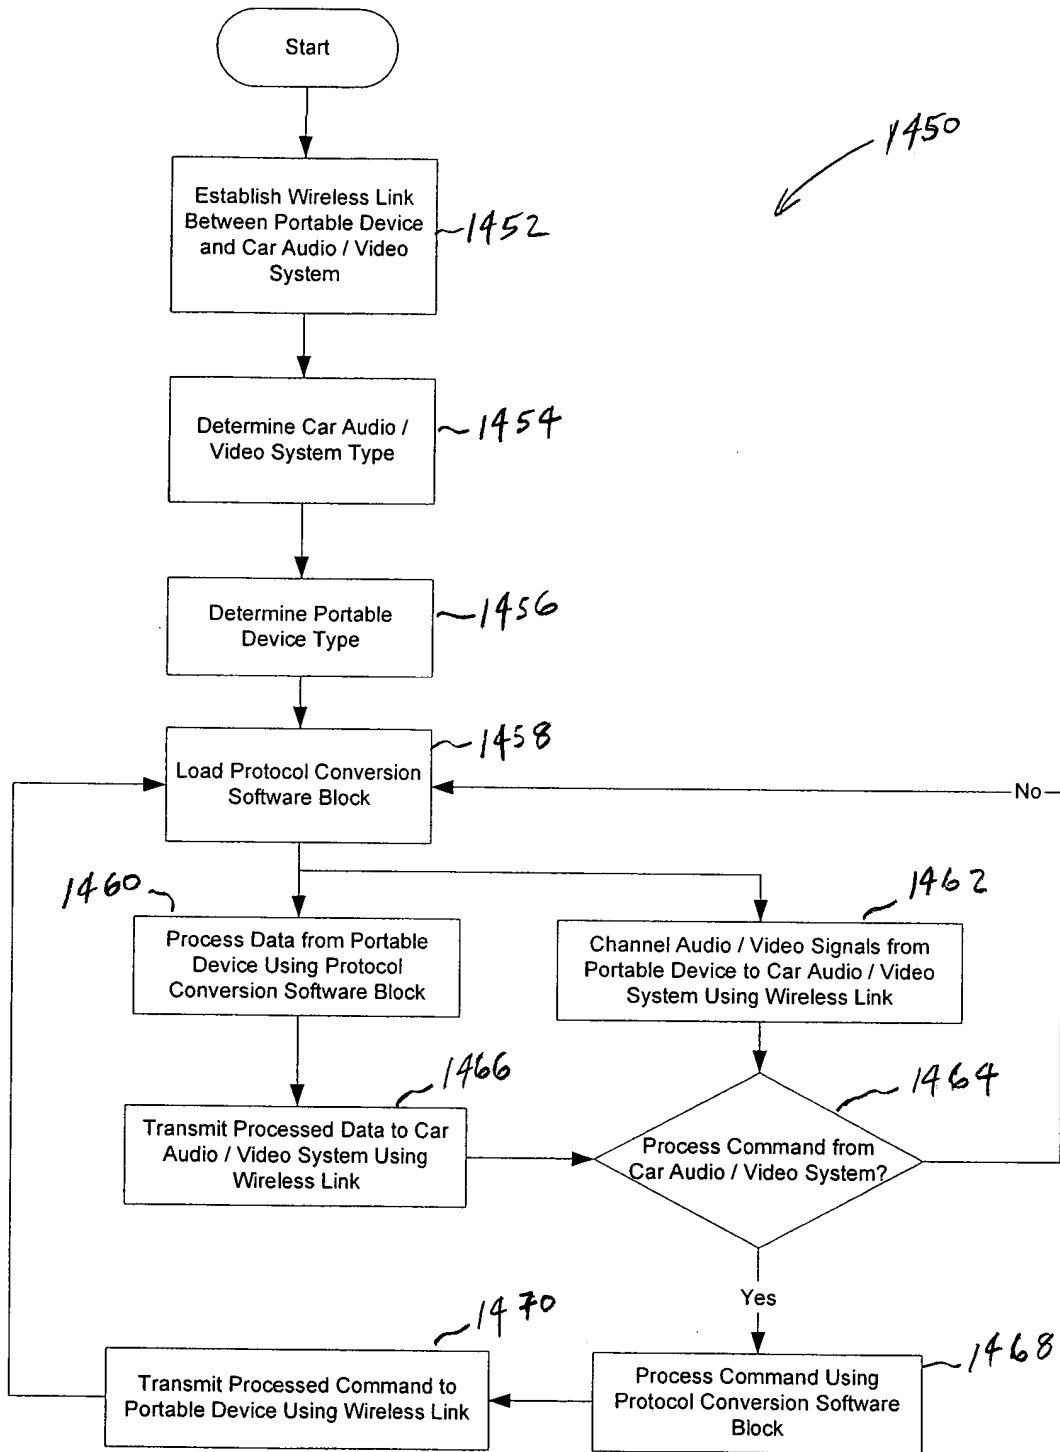 Start
1450
Establish Wireless Link
Between Portable Device
and Car Audio / Video
System
1452
Determine Car Audio /
Video System Type
1454
Determine Portable
Device Type
1456
Load Protocol Conversion
Software Block
1458
No
1460
Process Data from Portable
Device Using Protocol
Conversion Software Block
1462
Channel Audio / Video Signals from
Portable Device to Car Audio / Video
System Using Wireless Link
1466
Transmit Processed Data to Car
Audio / Video System Using
Wireless Link
1464
Process Command from
Car Audio / Video System?
Yes
1470
Transmit Processed Command to
Portable Device Using Wireless Link
1468
Process Command Using
Protocol Conversion Software
Block